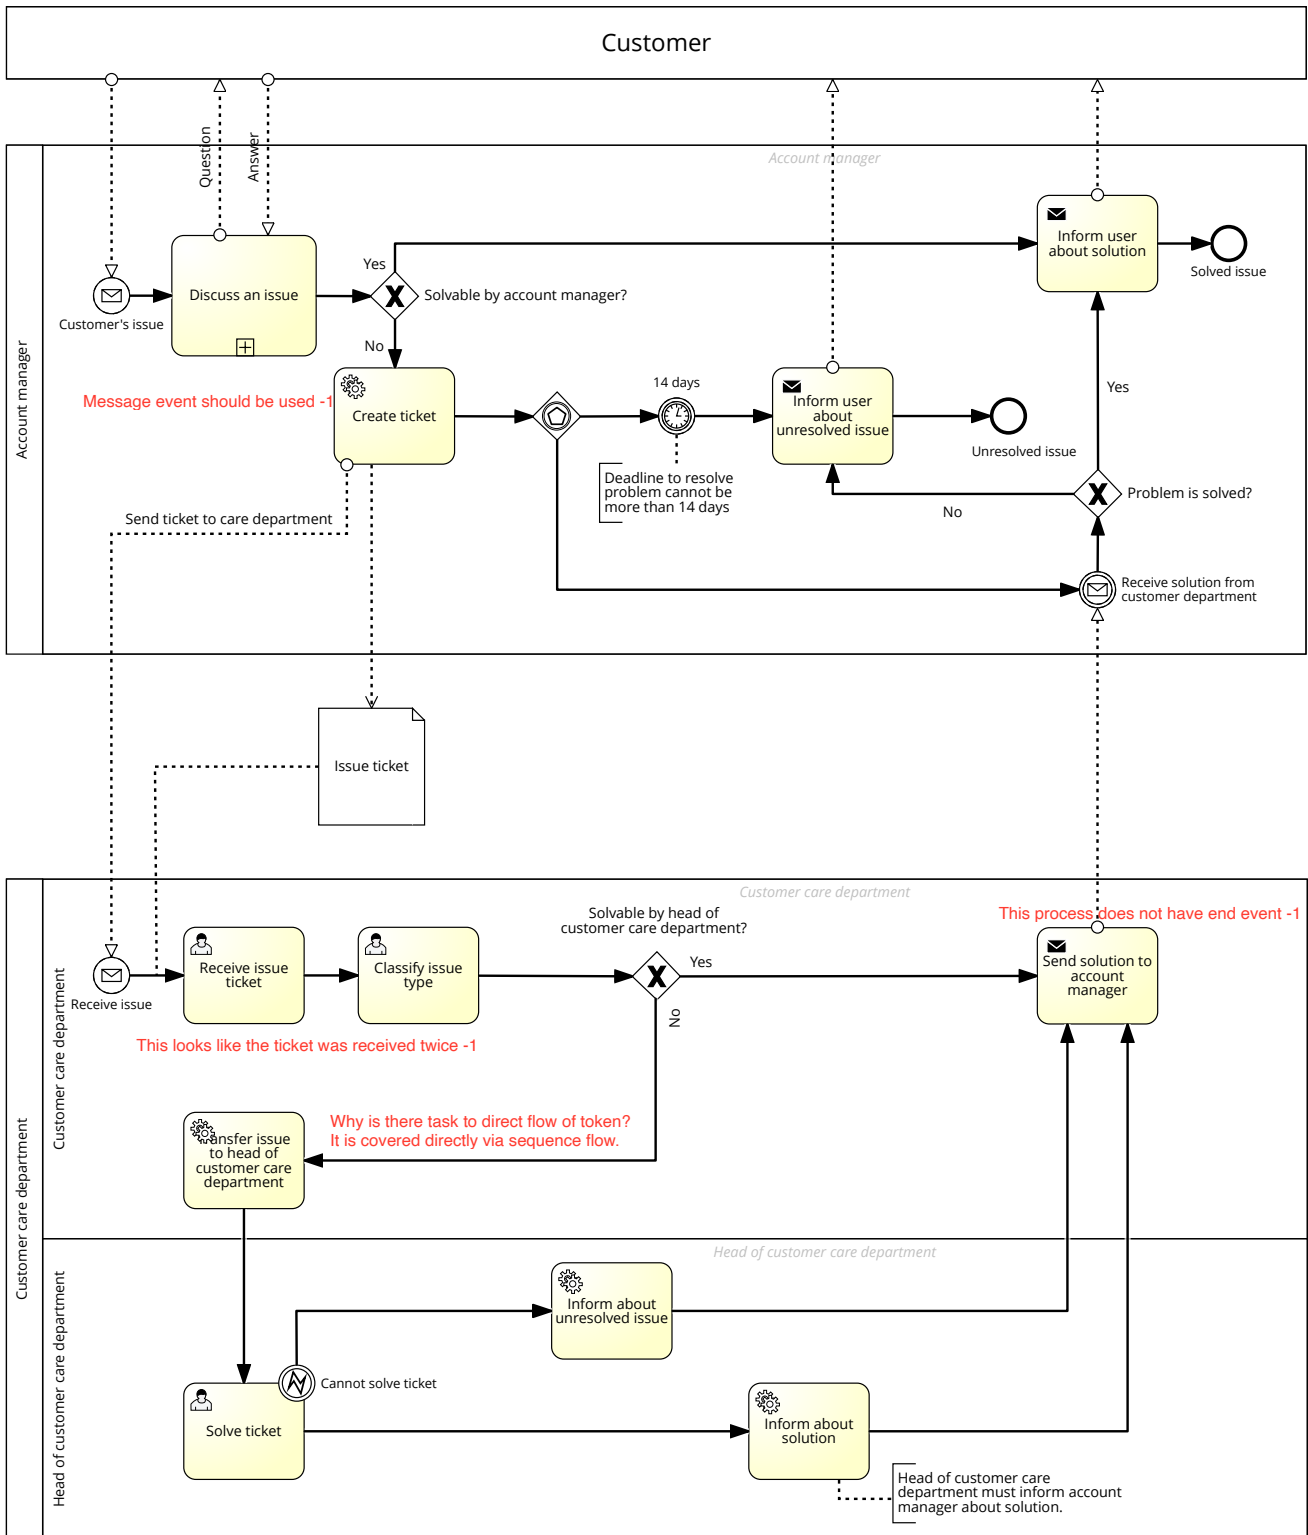 Customer
Question
Answer
Account manager
Account manager
Inform user
about solution
Solved issue
Yes
Discuss an issue
Solvable by account manager?
Customer's issue
No
14 days
Message event should be used -1
Create ticket
Inform user
about
unresolved issue
Yes
Unresolved issue
Deadline to resolve
problem cannot be
more than 14 days
Problem is solved?
No
Send ticket to care department
Receive solution from
customer department
Issue ticket
Customer care department
Customer care department
Customer care department
Solvable by head of
customer care department?
This process does not have end event -1
Receive issue
ticket
Classify issue
type
Yes
Send solution to
account
manager
Receive issue
No
This looks like the ticket was received twice -1
Why is there task to direct flow of token?
It is covered directly via sequence flow.
ansfer issue
to head of
customer care
department
Head of customer care department
Head of customer care department
Inform about
unresolved issue
Cannot solve ticket
Solve ticket
Inform about
solution
Head of customer care
department must inform account
manager about solution.